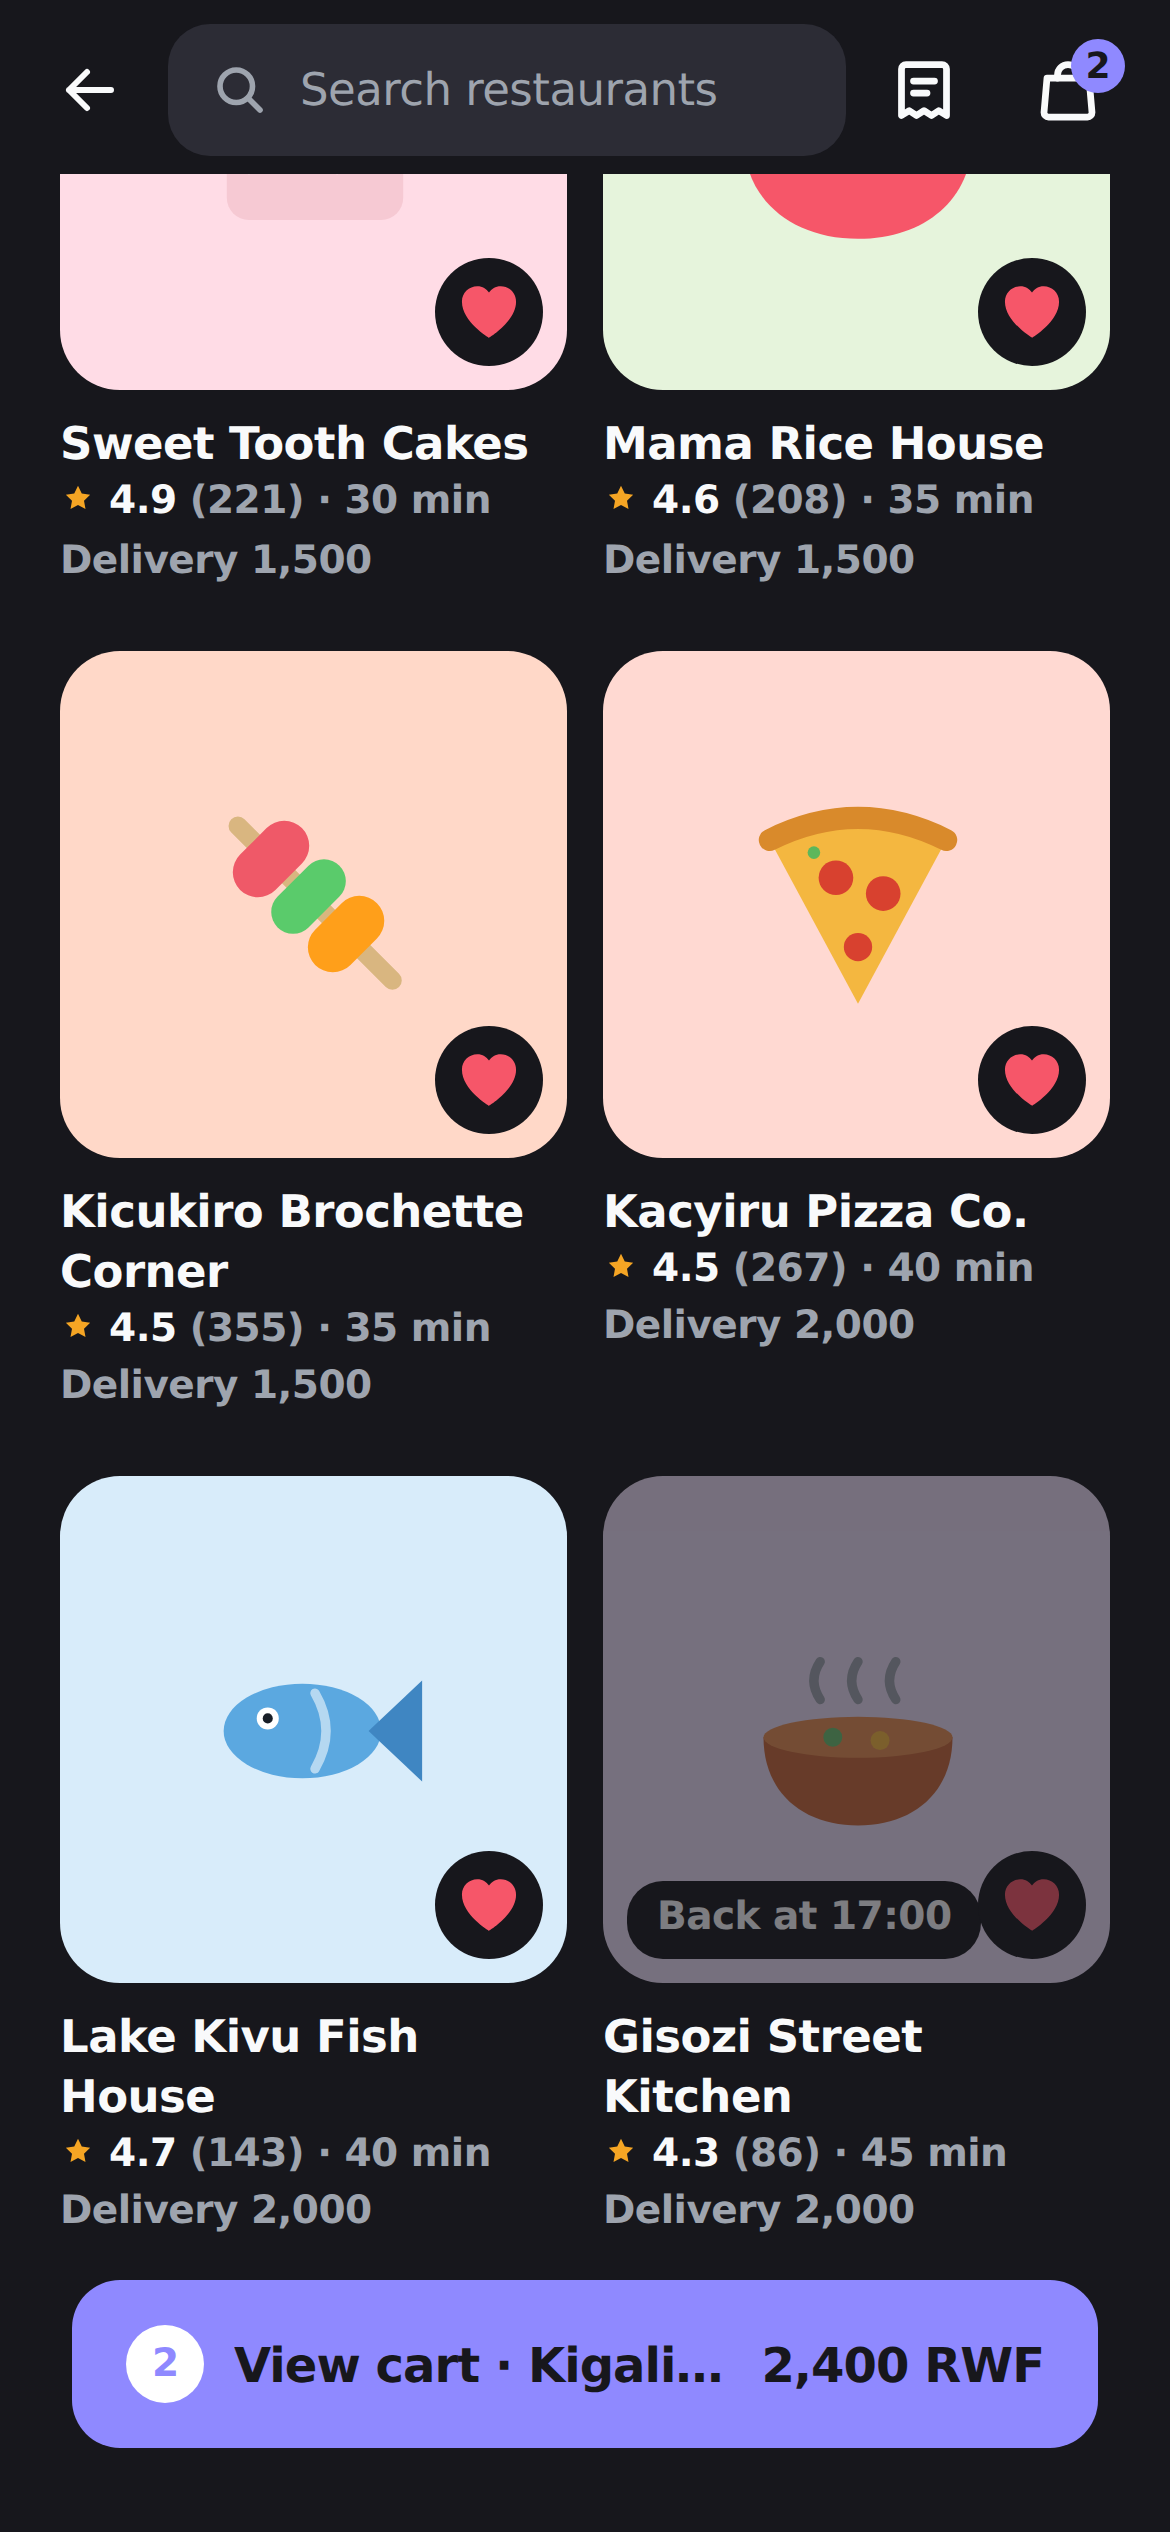 Search restaurants
2
Sweet Tooth Cakes
4.9 (221) · 30 min
Delivery 1,500
Mama Rice House
4.6 (208) · 35 min
Delivery 1,500
Kicukiro Brochette
Corner
4.5 (355) · 35 min
Delivery 1,500
Kacyiru Pizza Co.
4.5 (267) · 40 min
Delivery 2,000
Lake Kivu Fish
House
4.7 (143) · 40 min
Delivery 2,000
Back at 17:00
Gisozi Street
Kitchen
4.3 (86) · 45 min
Delivery 2,000
2 View cart · Kigali… 2,400 RWF